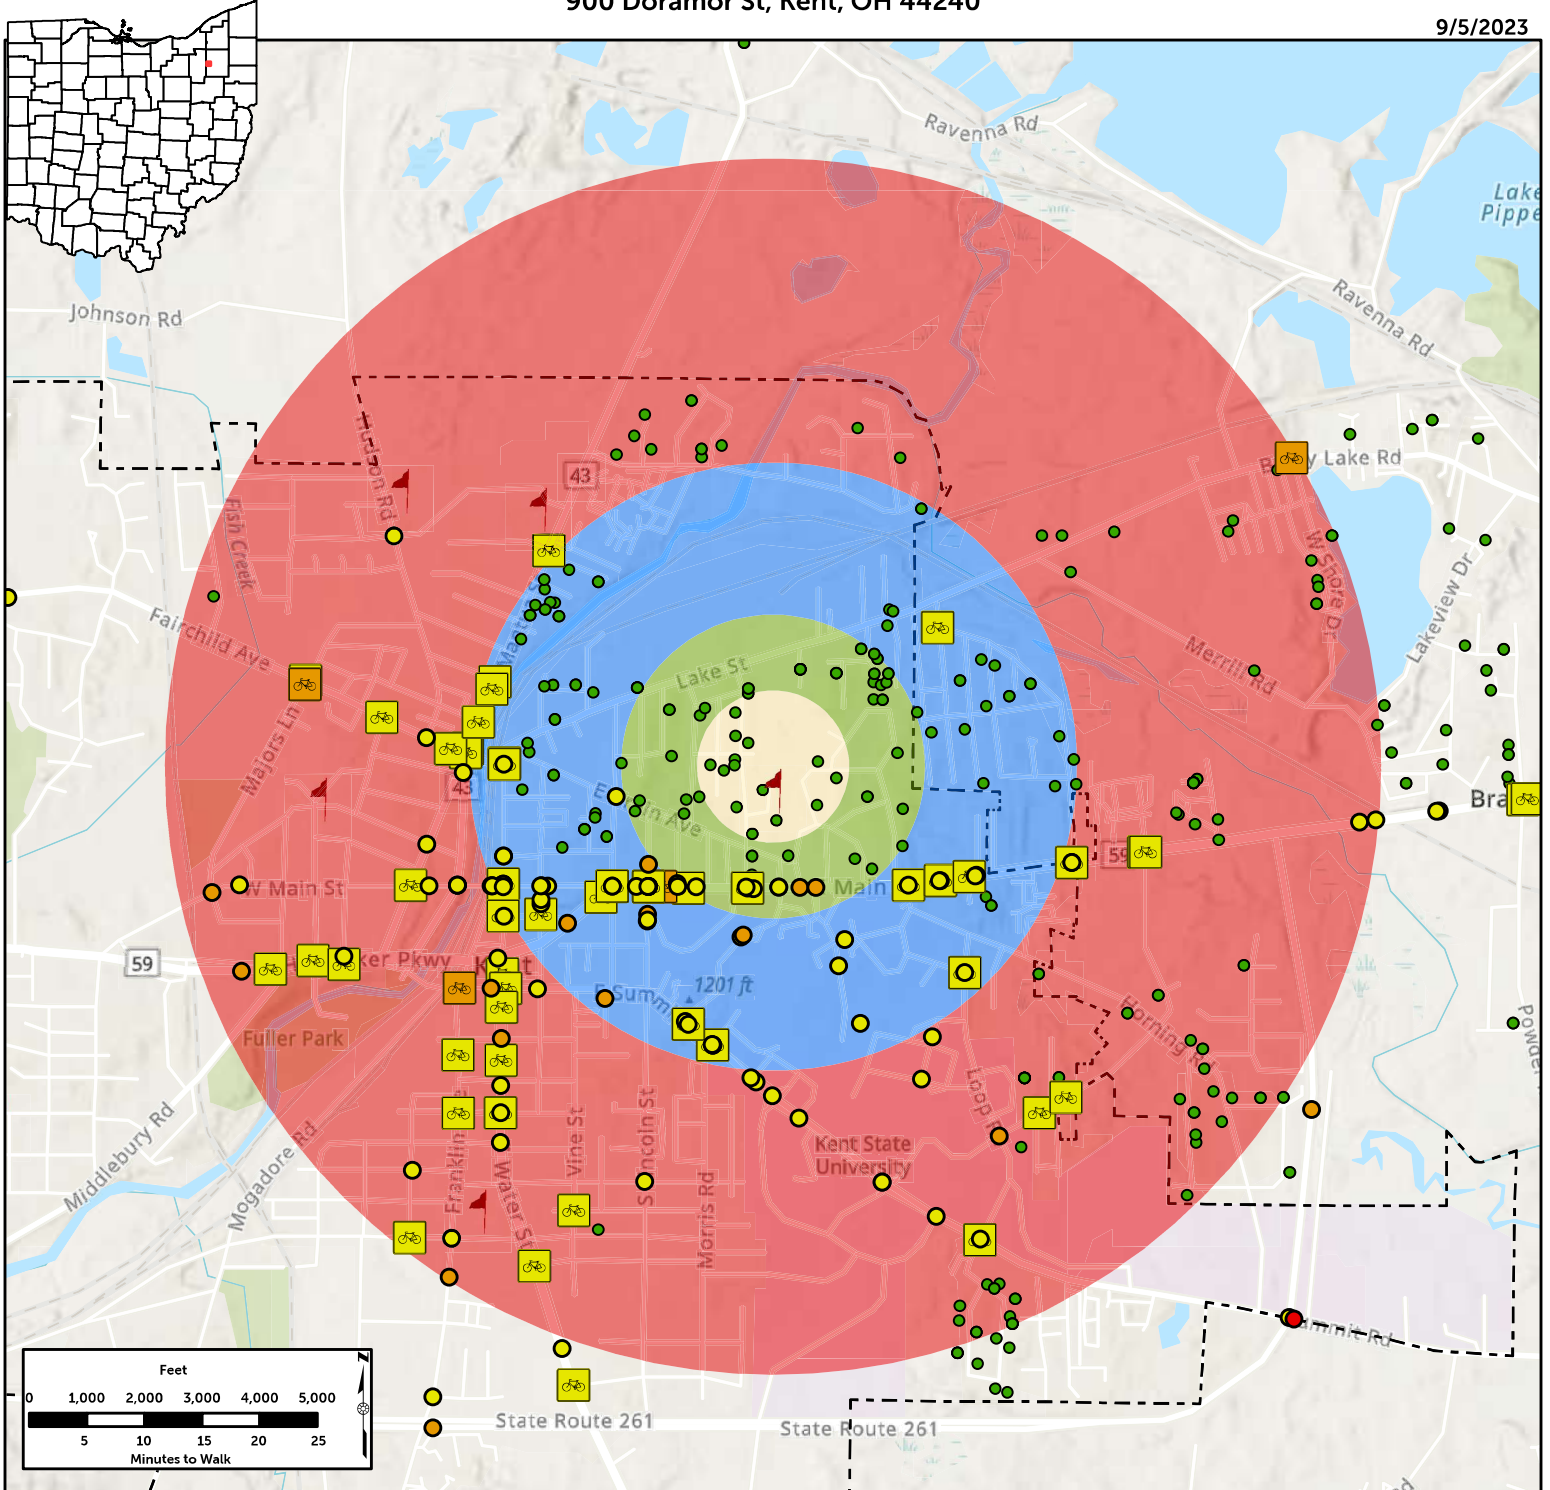 900 Doramor St, Kent, OH 44240
9/5/2023
Ravenna Rd
Lake
Pippe
Johnson Rd
Ravenna Rd
Hudson Rd
43
Lake Rd
Fish Creek
W Shore Dr
Lakeview Dr
Fairchild Ave
Lake St
Merrill Rd
Majors Ln
43
Ave
Bra
59
W Main St
Main
59
Pkwy
1201 ft
E Summ
Fuller Park
Horning Rd
Loop
Middlebury Rd
Mogadore Rd
Vine St
Lincoln St
Morris Rd
Water St
Kent State
University
ummit Rd
State Route 261
State Route 261
Feet
0 1,000 2,000 3,000 4,000 5,000
5 10 15 20 25
Minutes to Walk
N